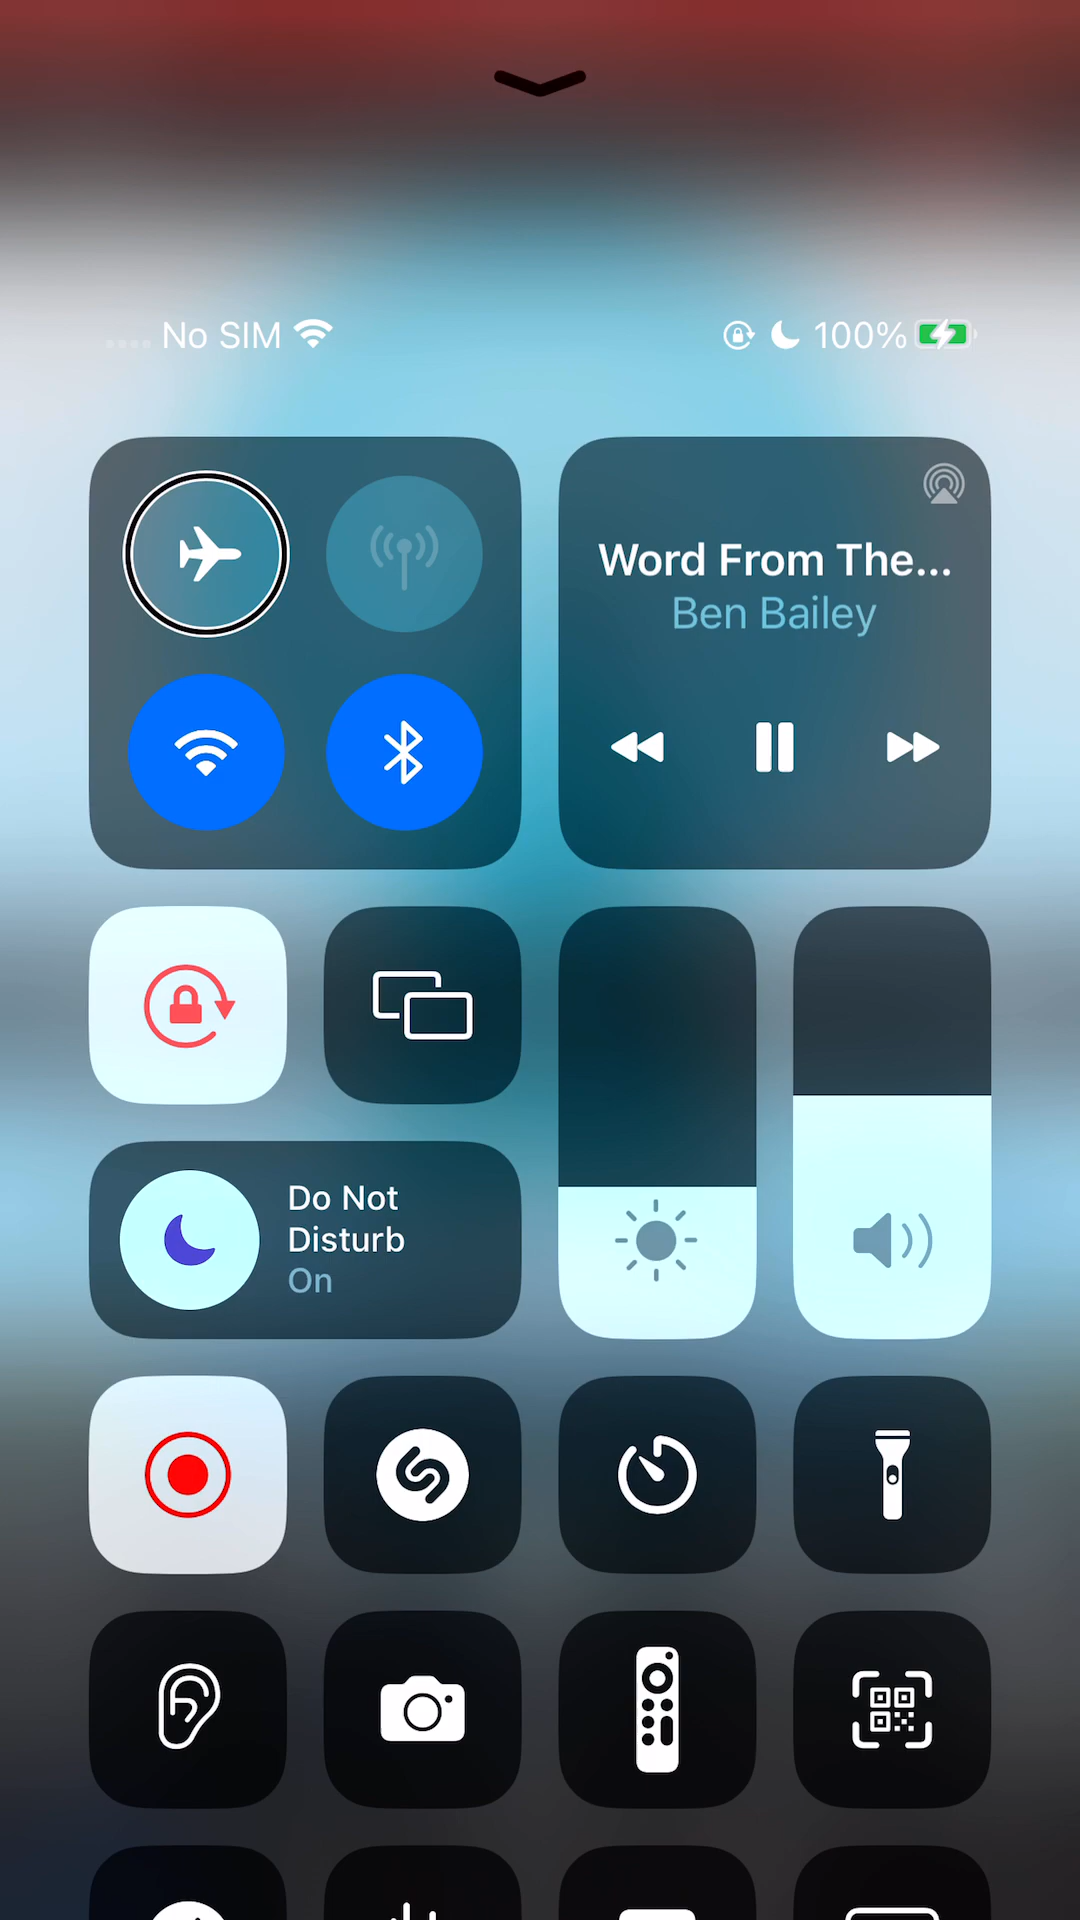 No SIM
100%
Word From The...
Ben Bailey
Do Not
Disturb
On